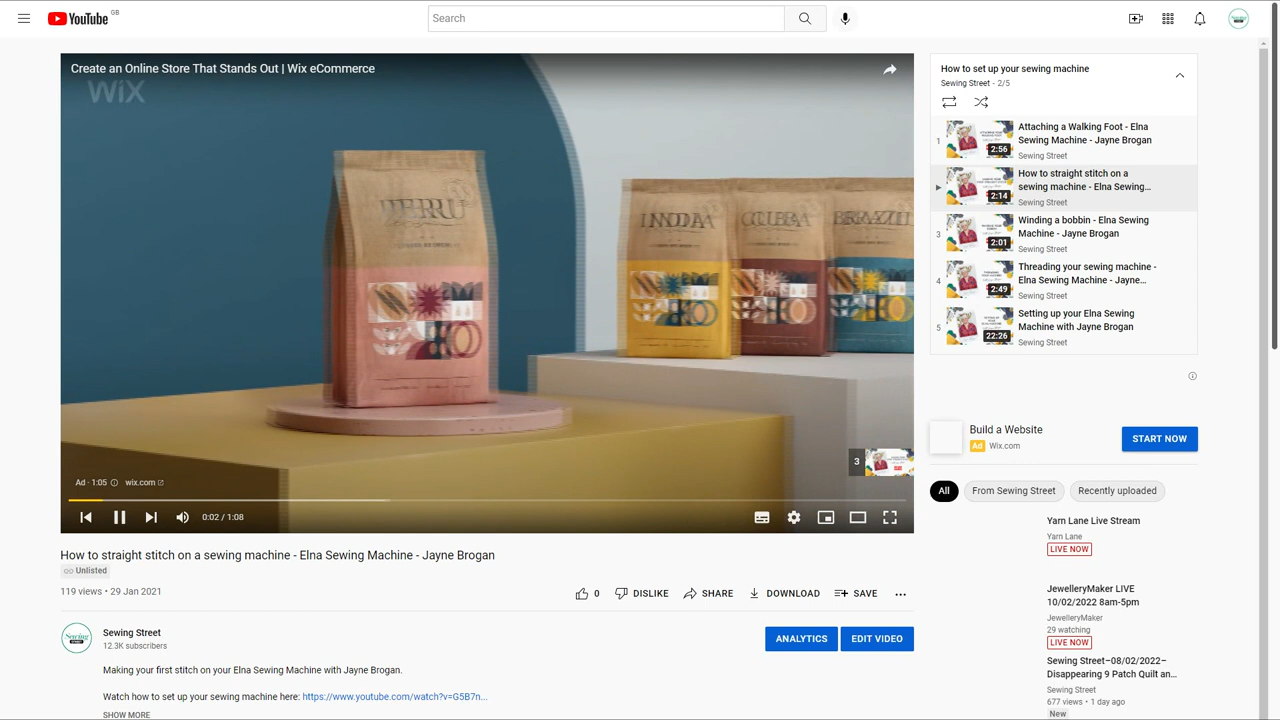 YouTube GB
Search
Create an Online Store That Stands Out | Wix eCommerce
WiX
Ad · 1:05
wix.com
3
0:02 / 1:08
How to straight stitch on a sewing machine - Elna Sewing Machine - Jayne Brogan
Unlisted
119 views • 29 Jan 2021
0
DISLIKE
SHARE
DOWNLOAD
SAVE
Sewing Street
12.3K subscribers
ANALYTICS
EDIT VIDEO
Making your first stitch on your Elna Sewing Machine with Jayne Brogan.
Watch how to set up your sewing machine here: https://www.youtube.com/watch?v=G5B7n...
SHOW MORE
How to set up your sewing machine
Sewing Street - 2/5
1
2:56
Attaching a Walking Foot - Elna
Sewing Machine - Jayne Brogan
Sewing Street
2:14
How to straight stitch on a
sewing machine - Elna Sewing...
Sewing Street
3
2:01
Winding a bobbin - Elna Sewing
Machine - Jayne Brogan
Sewing Street
4
2:49
Threading your sewing machine -
Elna Sewing Machine - Jayne...
Sewing Street
5
22:26
Setting up your Elna Sewing
Machine with Jayne Brogan
Sewing Street
Build a Website
Ad Wix.com
START NOW
All
From Sewing Street
Recently uploaded
Yarn Lane Live Stream
Yarn Lane
LIVE NOW
JewelleryMaker LIVE
10/02/2022 8am-5pm
JewelleryMaker
29 watching
LIVE NOW
Sewing Street–08/02/2022–
Disappearing 9 Patch Quilt an...
Sewing Street
677 views • 1 day ago
New